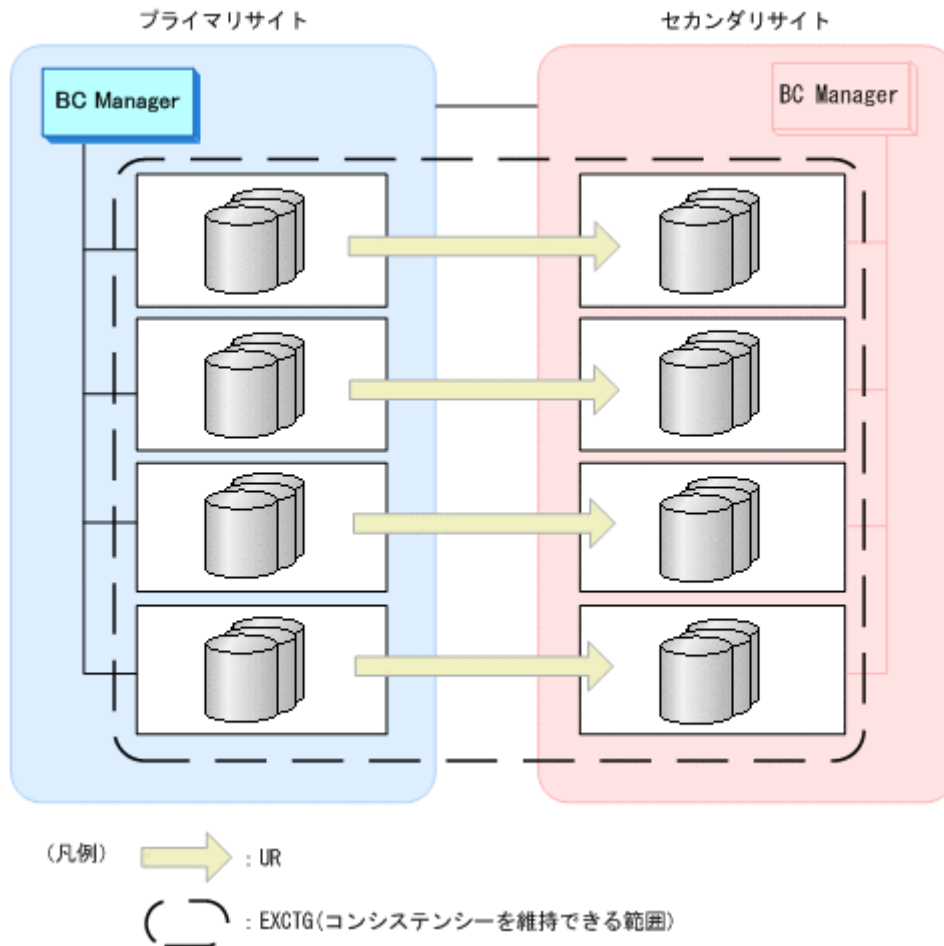 プライマリサイト
セカンダリサイト
BC Manager
BC Manager
(凡例)
: UR
: EXCTG(コンシステンシーを維持できる範囲)